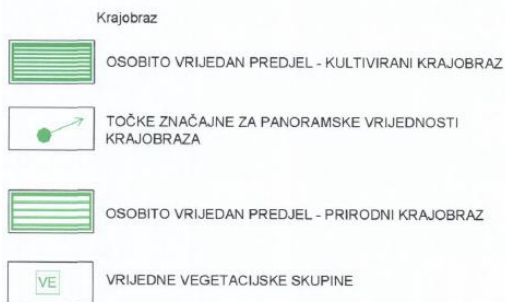 Krajobraz
OSOBITO VRIJEDAN PREDJEL - KULTIVIRANI KRAJOBRAZ
TOČKE ZNAČAJNE ZA PANORAMSKE VRIJEDNOSTI
KRAJOBRAZA
OSOBITO VRIJEDAN PREDJEL - PRIRODNI KRAJOBRAZ
VE VRIJEDNE VEGETACIJSKE SKUPINE